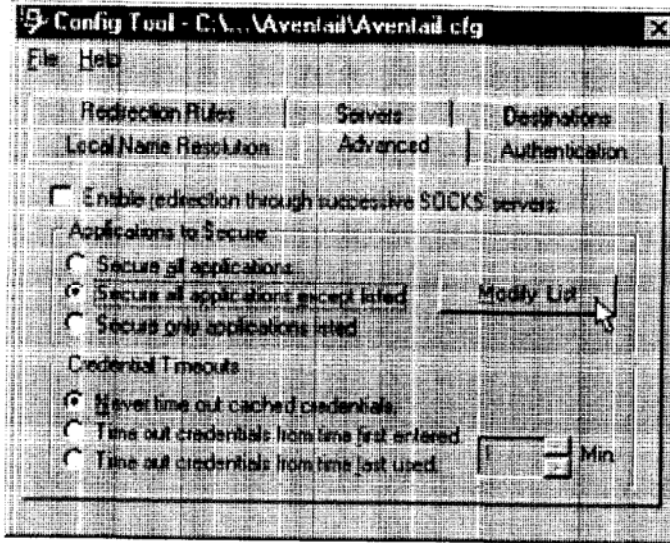 Config Tool - C:\...\Aventail\Aventail.cfg
File Help
Redirection Rules Servers Destinations
Local Name Resolution Advanced Authentication
Enable redirection through successive SOCKS servers.
Applications to Secure
Secure all applications
Secure all applications except listed Modify List
Secure only applications listed
Credential Timeouts
Never time out cached credentials.
Time out credentials from time first entered.
Time out credentials from time last used. 1 Min